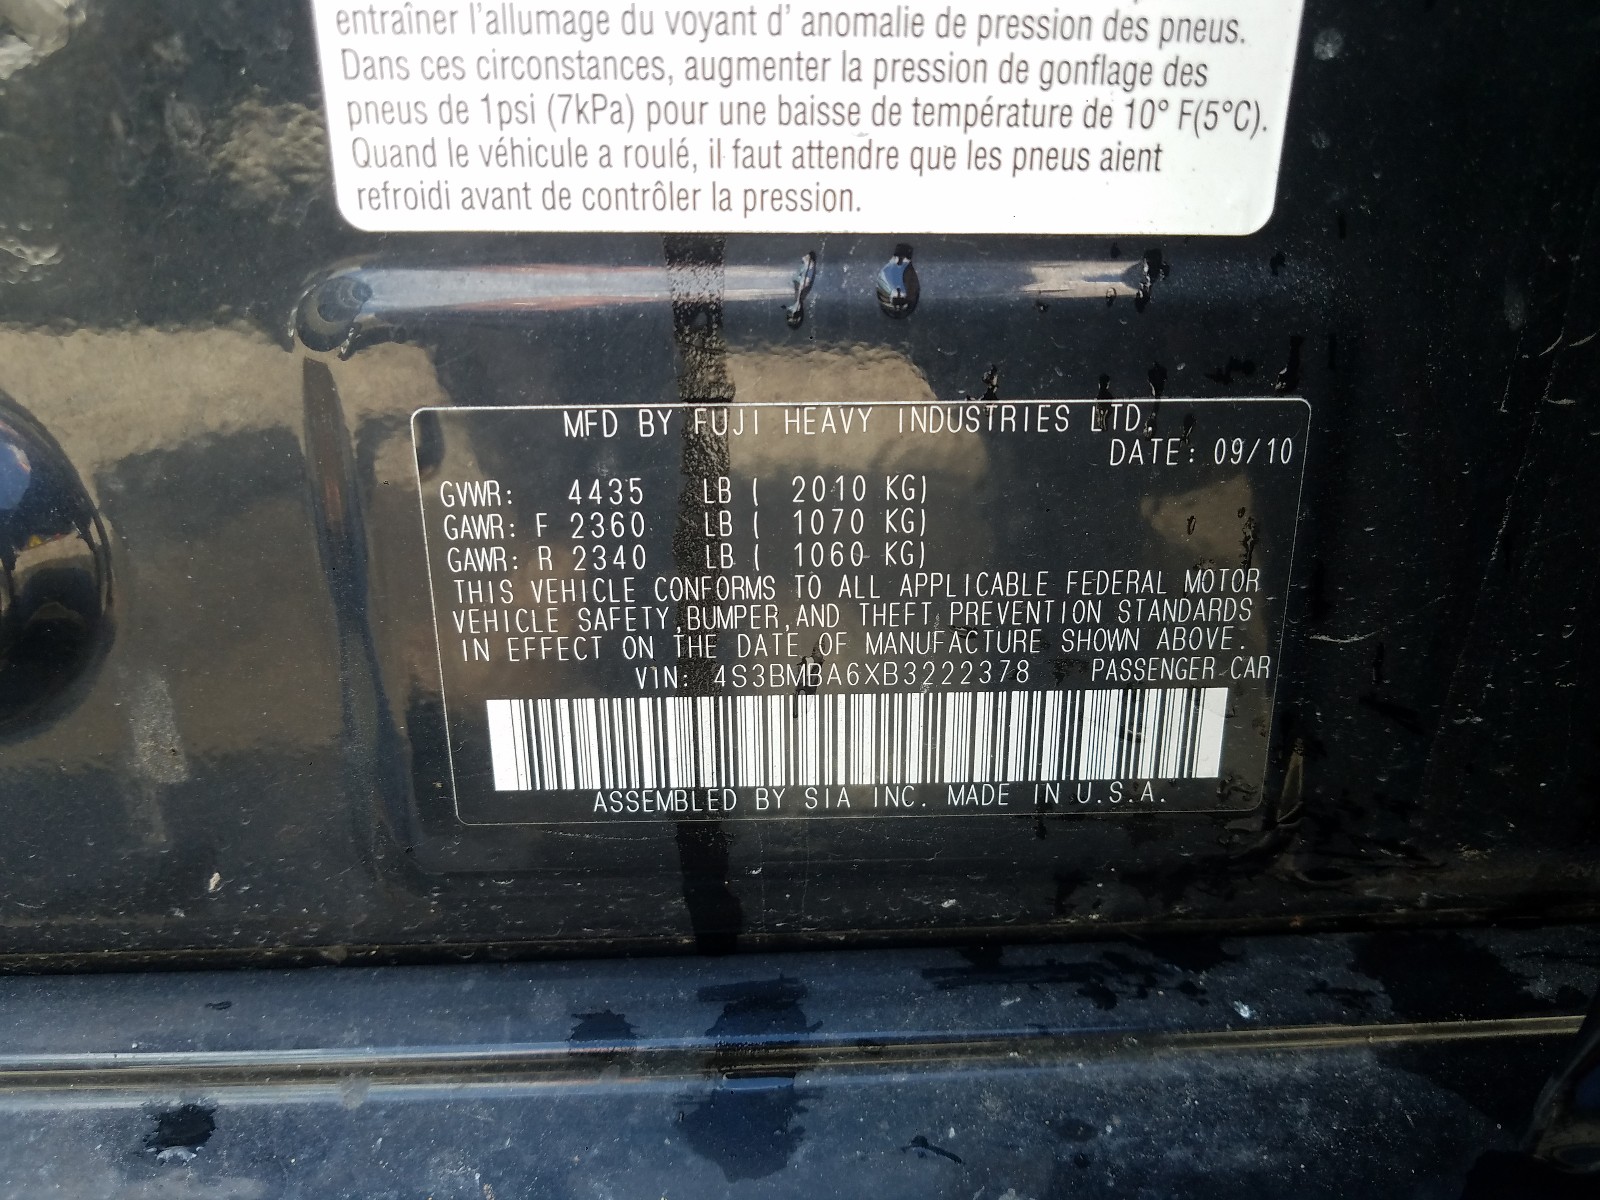 entraîner l'allumage du voyant d' anomalie de pression des pneus.
Dans ces circonstances, augmenter la pression de gonflage des
pneus de 1psi (7kPa) pour une baisse de température de 10° F(5°C).
Quand le véhicule a roulé, il faut attendre que les pneus aient
refroidi avant de contrôler la pression.
MFD BY FUJI HEAVY INDUSTRIES LTD.
DATE: 09/10
GVWR: 4435 LB ( 2010 KG)
GAWR: F 2360 LB ( 1070 KG)
GAWR: R 2340 LB ( 1060 KG)
THIS VEHICLE CONFORMS TO ALL APPLICABLE FEDERAL MOTOR
VEHICLE SAFETY,BUMPER,AND THEFT PREVENTION STANDARDS
IN EFFECT ON THE DATE OF MANUFACTURE SHOWN ABOVE.
VIN: 4S3BMBA6XB3222378 PASSENGER CAR
ASSEMBLED BY SIA INC. MADE IN U.S.A.